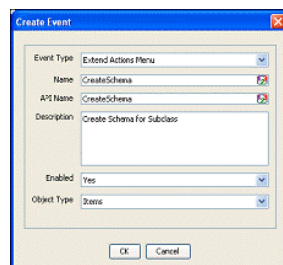 Create Event
Event Type Extend Actions Menu
Name CreateSchema
API Name CreateSchema
Description Create Schema for Subclass
Enabled Yes
Object Type Items
OK Cancel